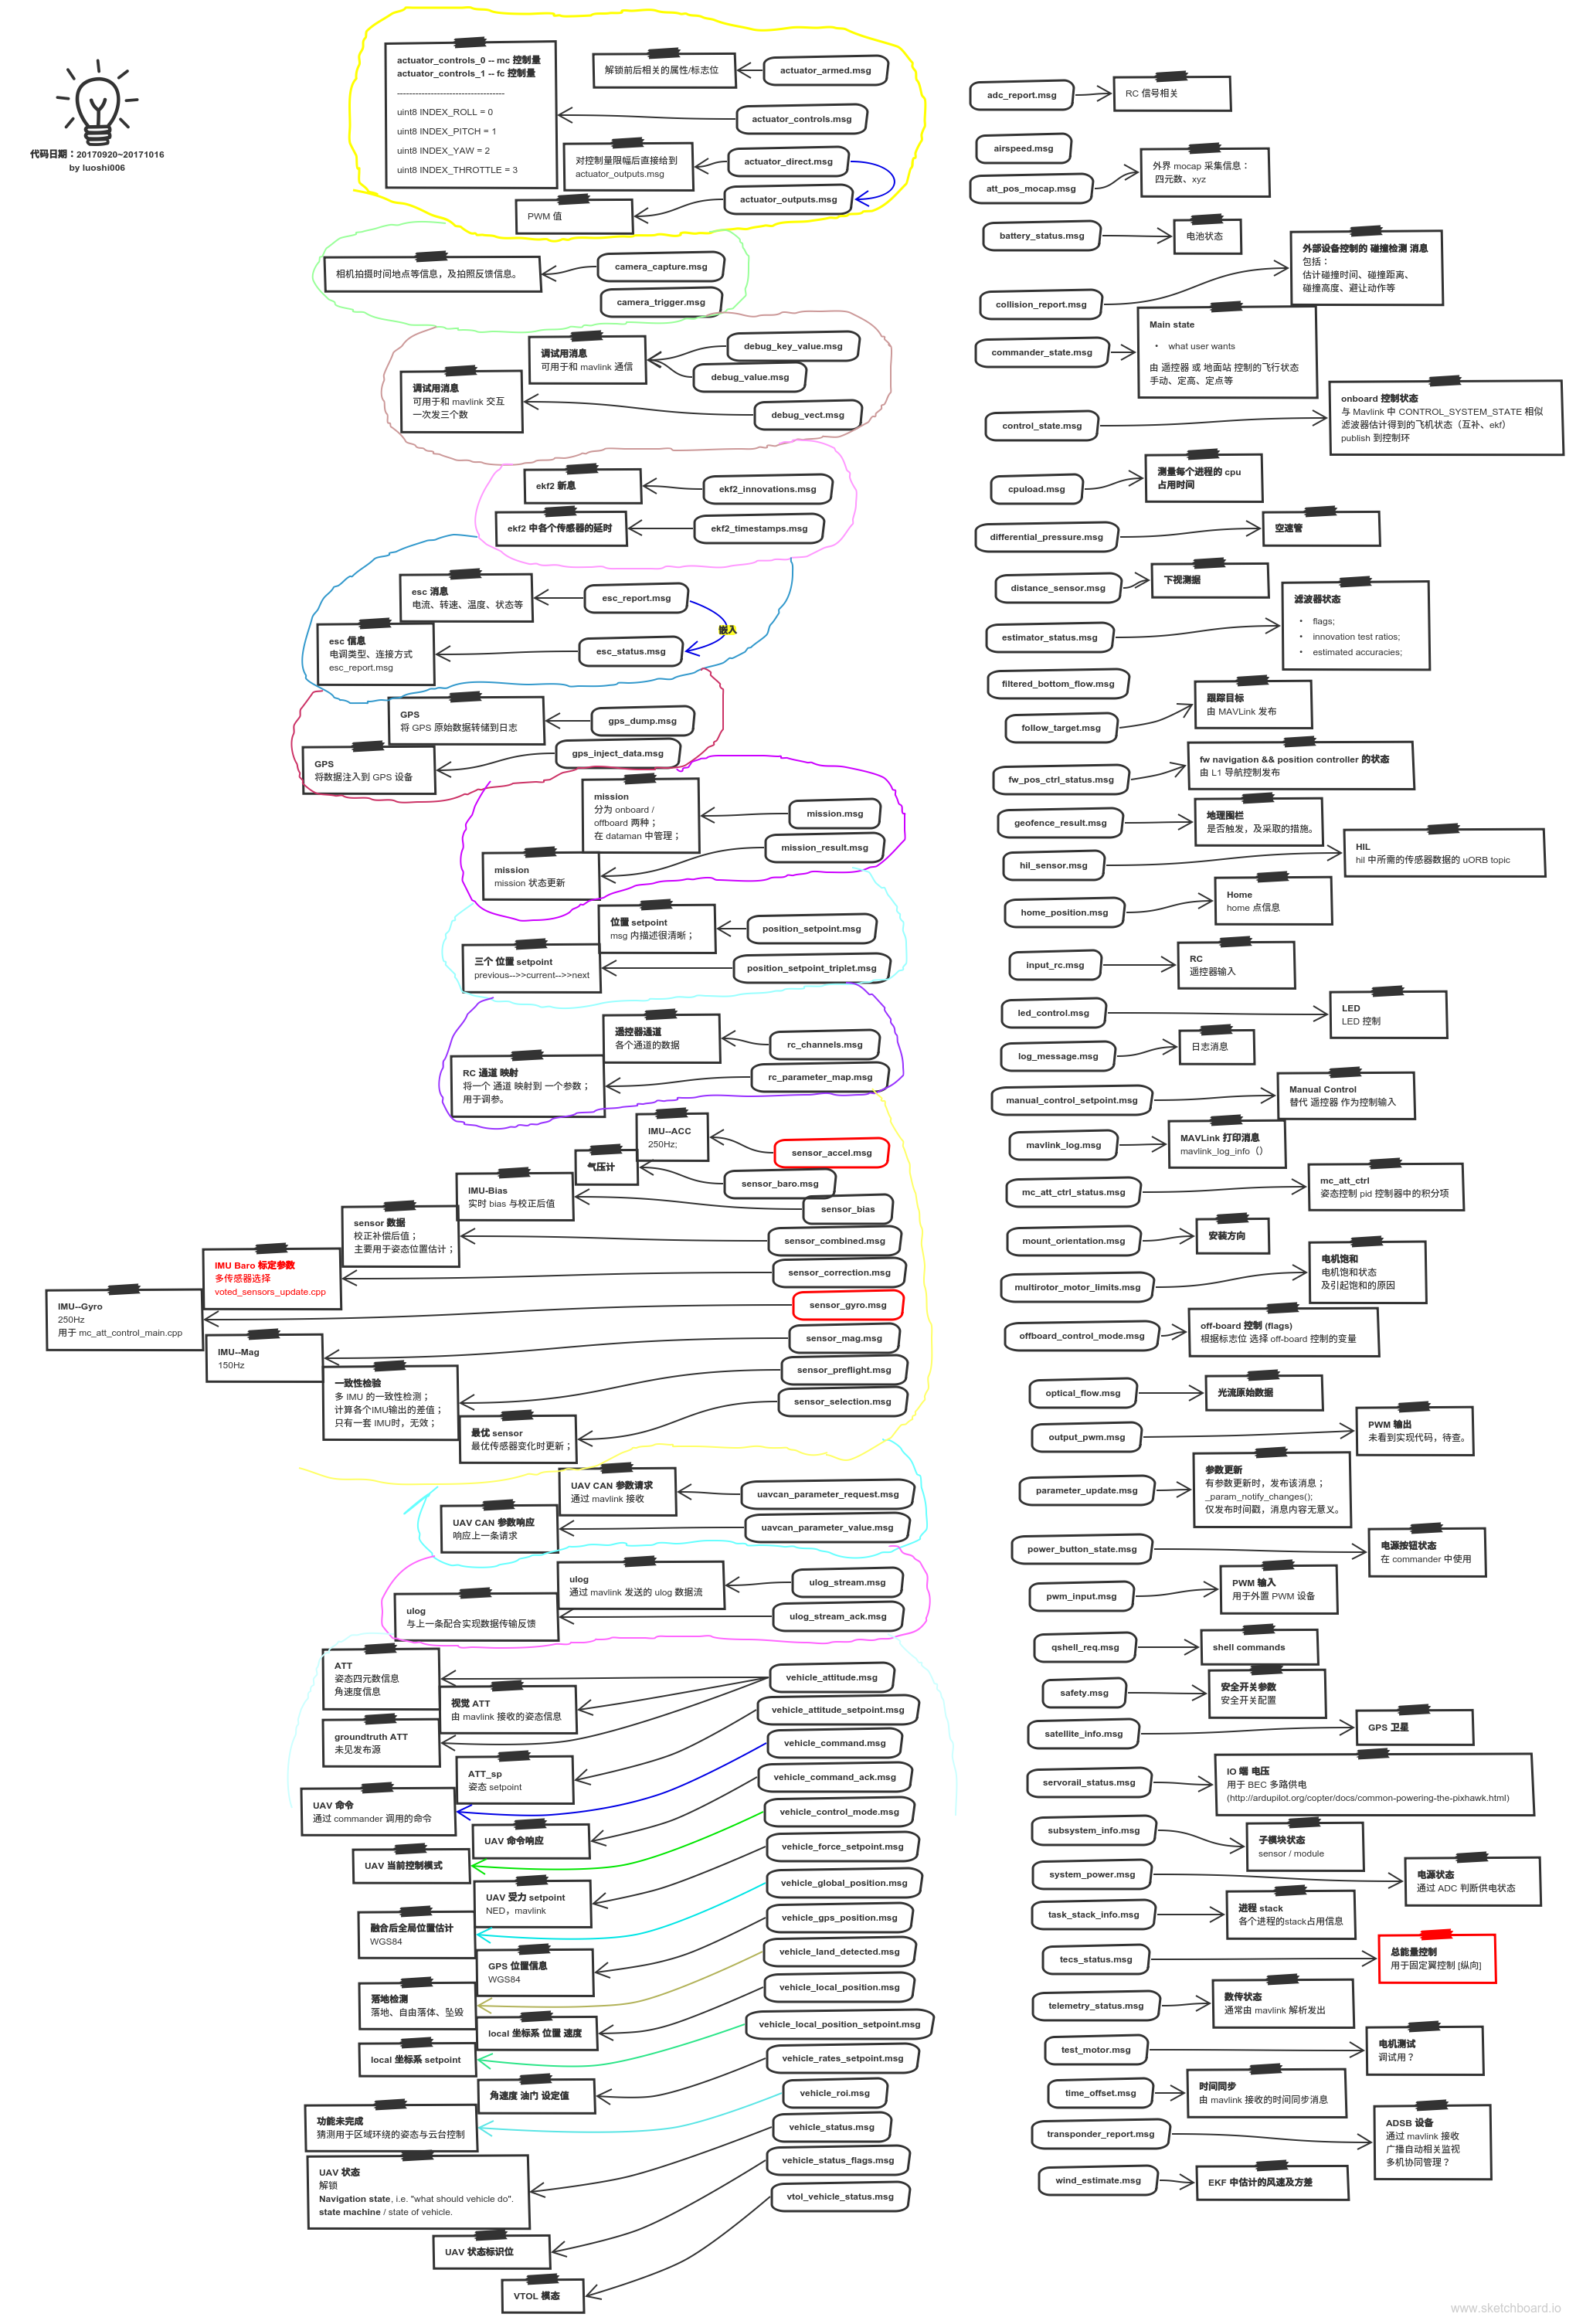 代码日期：20170920~20171016
by luoshi006
actuator_controls_0 -- mc 控制量
actuator_controls_1 -- fc 控制量
-----------------------------------
uint8 INDEX_ROLL = 0
uint8 INDEX_PITCH = 1
uint8 INDEX_YAW = 2
uint8 INDEX_THROTTLE = 3
解锁前后相关的属性/标志位
actuator_armed.msg
actuator_controls.msg
对控制量限幅后直接给到
actuator_outputs.msg
actuator_direct.msg
PWM 值
actuator_outputs.msg
相机拍摄时间地点等信息，及拍照反馈信息。
camera_capture.msg
camera_trigger.msg
调试用消息
可用于和 mavlink 通信
debug_key_value.msg
debug_value.msg
调试用消息
可用于和 mavlink 交互
一次发三个数
debug_vect.msg
ekf2 新息
ekf2_innovations.msg
ekf2 中各个传感器的延时
ekf2_timestamps.msg
esc 消息
电流、转速、温度、状态等
esc_report.msg
嵌入
esc 信息
电调类型、连接方式
esc_report.msg
esc_status.msg
GPS
将 GPS 原始数据转储到日志
gps_dump.msg
GPS
将数据注入到 GPS 设备
gps_inject_data.msg
mission
分为 onboard /
offboard 两种；
在 dataman 中管理；
mission.msg
mission
mission 状态更新
mission_result.msg
位置 setpoint
msg 内描述很清晰；
position_setpoint.msg
三个 位置 setpoint
previous-->>current-->>next
position_setpoint_triplet.msg
遥控器通道
各个通道的数据
rc_channels.msg
RC 通道 映射
将一个 通道 映射到 一个参数；
用于调参。
rc_parameter_map.msg
IMU--ACC
250Hz;
sensor_accel.msg
气压计
sensor_baro.msg
IMU-Bias
实时 bias 与校正后值
sensor_bias
sensor 数据
校正补偿后值；
主要用于姿态位置估计；
sensor_combined.msg
IMU Baro 标定参数
多传感器选择
voted_sensors_update.cpp
sensor_correction.msg
IMU--Gyro
250Hz
用于 mc_att_control_main.cpp
sensor_gyro.msg
IMU--Mag
150Hz
sensor_mag.msg
一致性检验
多 IMU 的一致性检测；
计算各个IMU输出的差值；
只有一套 IMU时，无效；
sensor_preflight.msg
最优 sensor
最优传感器变化时更新；
sensor_selection.msg
UAV CAN 参数请求
通过 mavlink 接收
uavcan_parameter_request.msg
UAV CAN 参数响应
响应上一条请求
uavcan_parameter_value.msg
ulog
通过 mavlink 发送的 ulog 数据流
ulog_stream.msg
ulog
与上一条配合实现数据传输反馈
ulog_stream_ack.msg
ATT
姿态四元数信息
角速度信息
vehicle_attitude.msg
视觉 ATT
由 mavlink 接收的姿态信息
groundtruth ATT
未见发布源
vehicle_attitude_setpoint.msg
ATT_sp
姿态 setpoint
vehicle_command.msg
UAV 命令
通过 commander 调用的命令
vehicle_command_ack.msg
UAV 命令响应
vehicle_control_mode.msg
UAV 当前控制模式
vehicle_force_setpoint.msg
UAV 受力 setpoint
NED，mavlink
vehicle_global_position.msg
融合后全局位置估计
WGS84
vehicle_gps_position.msg
GPS 位置信息
WGS84
vehicle_land_detected.msg
落地检测
落地、自由落体、坠毁
vehicle_local_position.msg
local 坐标系 位置 速度
vehicle_local_position_setpoint.msg
local 坐标系 setpoint
vehicle_rates_setpoint.msg
角速度 油门 设定值
vehicle_roi.msg
功能未完成
猜测用于区域环绕的姿态与云台控制
vehicle_status.msg
UAV 状态
解锁
Navigation state, i.e. "what should vehicle do".
state machine / state of vehicle.
vehicle_status_flags.msg
UAV 状态标识位
vtol_vehicle_status.msg
VTOL 模态
adc_report.msg
RC 信号相关
airspeed.msg
att_pos_mocap.msg
外界 mocap 采集信息：
四元数、xyz
battery_status.msg
电池状态
collision_report.msg
外部设备控制的 碰撞检测 消息
包括：
估计碰撞时间、碰撞距离、
碰撞高度、避让动作等
commander_state.msg
Main state
• what user wants
由 遥控器 或 地面站 控制的飞行状态
手动、定高、定点等
control_state.msg
onboard 控制状态
与 Mavlink 中 CONTROL_SYSTEM_STATE 相似
滤波器估计得到的飞机状态（互补、ekf）
publish 到控制环
cpuload.msg
测量每个进程的 cpu
占用时间
differential_pressure.msg
空速管
distance_sensor.msg
下视测据
estimator_status.msg
滤波器状态
• flags;
• innovation test ratios;
• estimated accuracies;
filtered_bottom_flow.msg
follow_target.msg
跟踪目标
由 MAVLink 发布
fw_pos_ctrl_status.msg
fw navigation && position controller 的状态
由 L1 导航控制发布
geofence_result.msg
地理围栏
是否触发，及采取的措施。
hil_sensor.msg
HIL
hil 中所需的传感器数据的 uORB topic
home_position.msg
Home
home 点信息
input_rc.msg
RC
遥控器输入
led_control.msg
LED
LED 控制
log_message.msg
日志消息
manual_control_setpoint.msg
Manual Control
替代 遥控器 作为控制输入
mavlink_log.msg
MAVLink 打印消息
mavlink_log_info（）
mc_att_ctrl_status.msg
mc_att_ctrl
姿态控制 pid 控制器中的积分项
mount_orientation.msg
安装方向
multirotor_motor_limits.msg
电机饱和
电机饱和状态
及引起饱和的原因
offboard_control_mode.msg
off-board 控制 (flags)
根据标志位 选择 off-board 控制的变量
optical_flow.msg
光流原始数据
output_pwm.msg
PWM 输出
未看到实现代码，待查。
parameter_update.msg
参数更新
有参数更新时，发布该消息；
_param_notify_changes();
仅发布时间戳，消息内容无意义。
power_button_state.msg
电源按钮状态
在 commander 中使用
pwm_input.msg
PWM 输入
用于外置 PWM 设备
qshell_req.msg
shell commands
safety.msg
安全开关参数
安全开关配置
satellite_info.msg
GPS 卫星
servorail_status.msg
IO 端 电压
用于 BEC 多路供电
(http://ardupilot.org/copter/docs/common-powering-the-pixhawk.html)
subsystem_info.msg
子模块状态
sensor / module
system_power.msg
电源状态
通过 ADC 判断供电状态
task_stack_info.msg
进程 stack
各个进程的stack占用信息
tecs_status.msg
总能量控制
用于固定翼控制 [纵向]
telemetry_status.msg
数传状态
通常由 mavlink 解析发出
test_motor.msg
电机测试
调试用？
time_offset.msg
时间同步
由 mavlink 接收的时间同步消息
transponder_report.msg
ADSB 设备
通过 mavlink 接收
广播自动相关监视
多机协同管理？
wind_estimate.msg
EKF 中估计的风速及方差
www.sketchboard.io